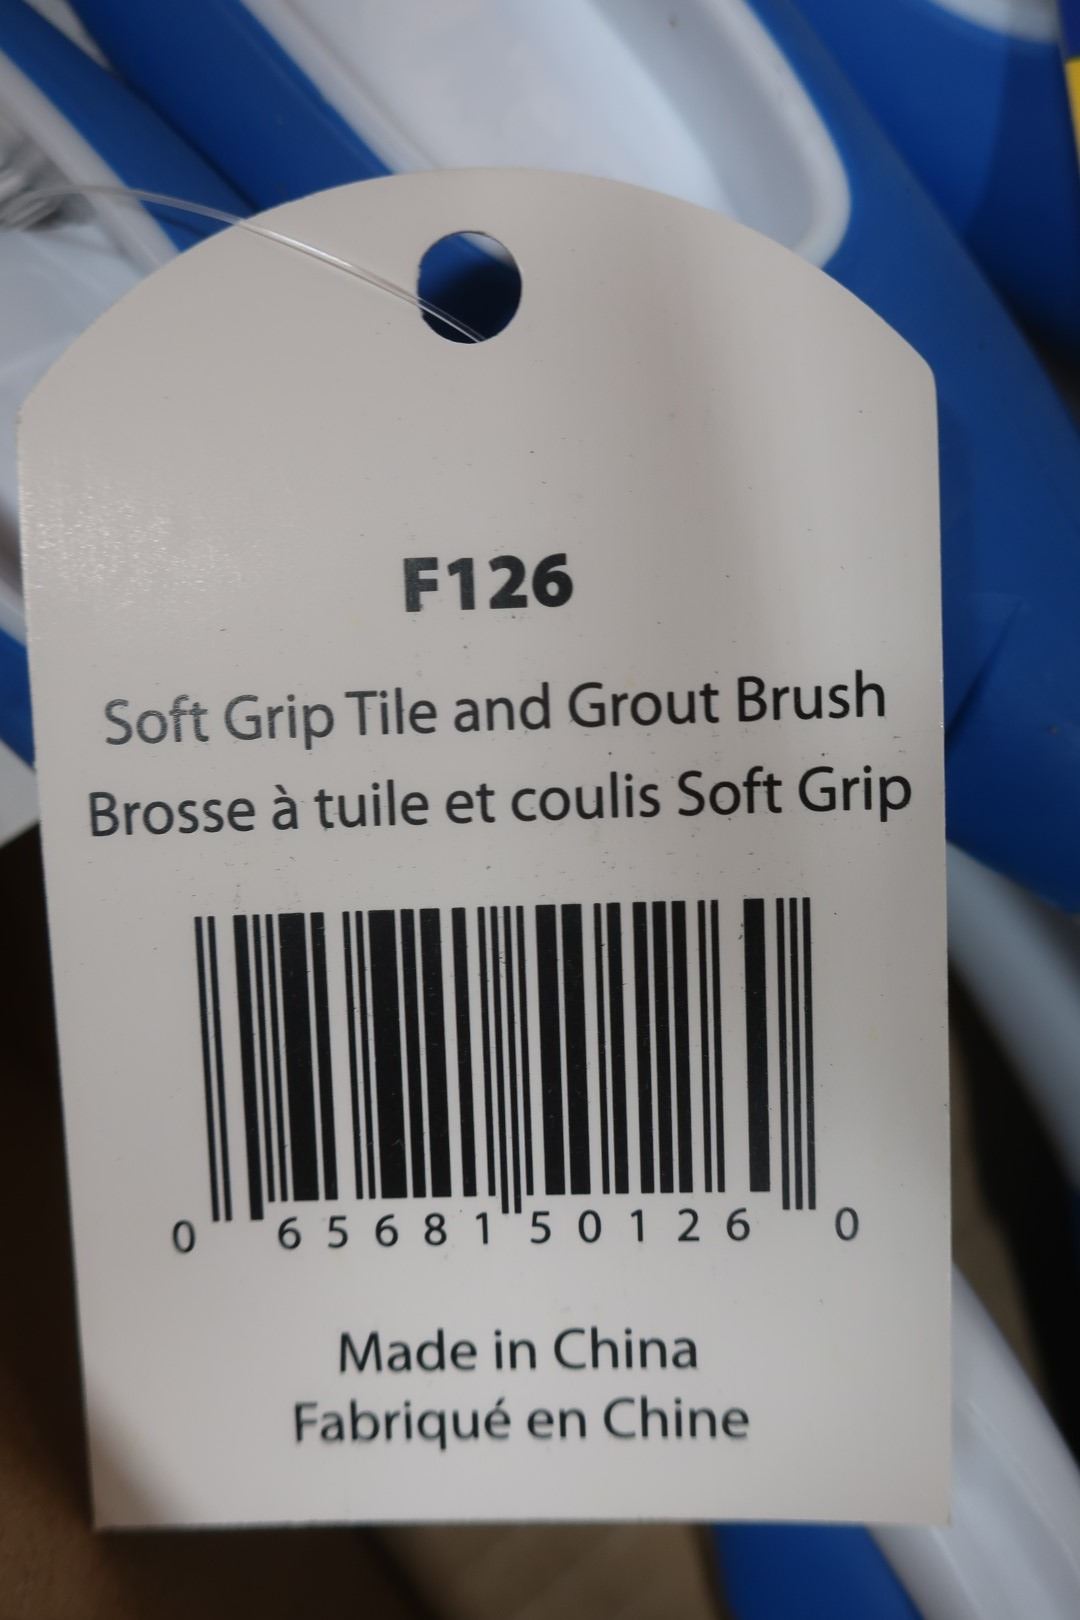 F126
Soft Grip Tile and Grout Brush
Brosse à tuile et coulis Soft Grip
0 65681 50126 0
Made in China
Fabriqué en Chine